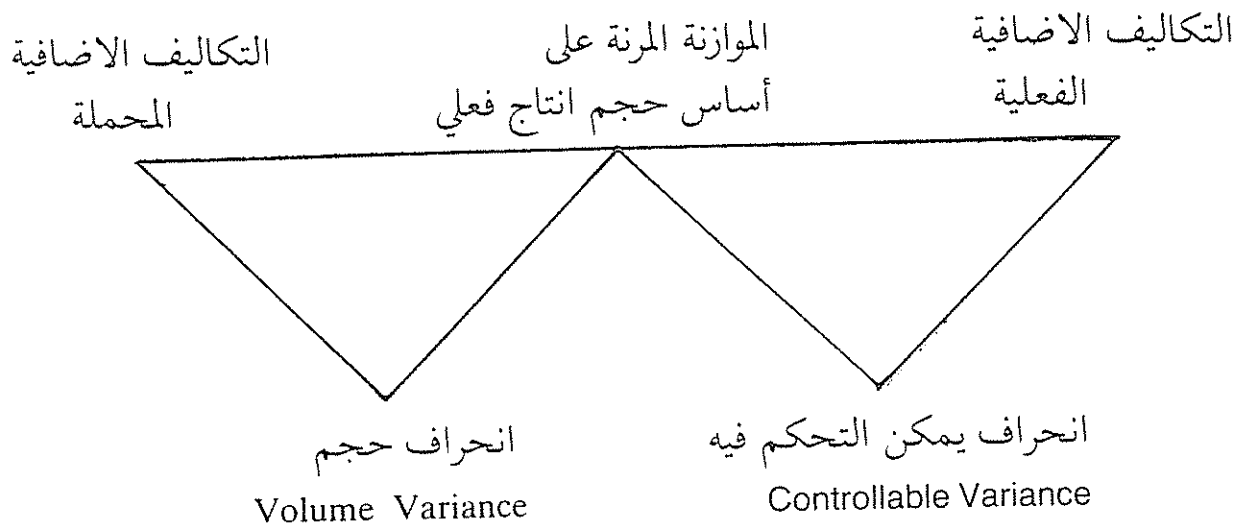 التكاليف الاضافية
الفعلية
الموازنة المرنة على
أساس حجم انتاج فعلي
التكاليف الاضافية
المحملة
انحراف يمكن التحكم فيه
Controllable Variance
انحراف حجم
Volume Variance